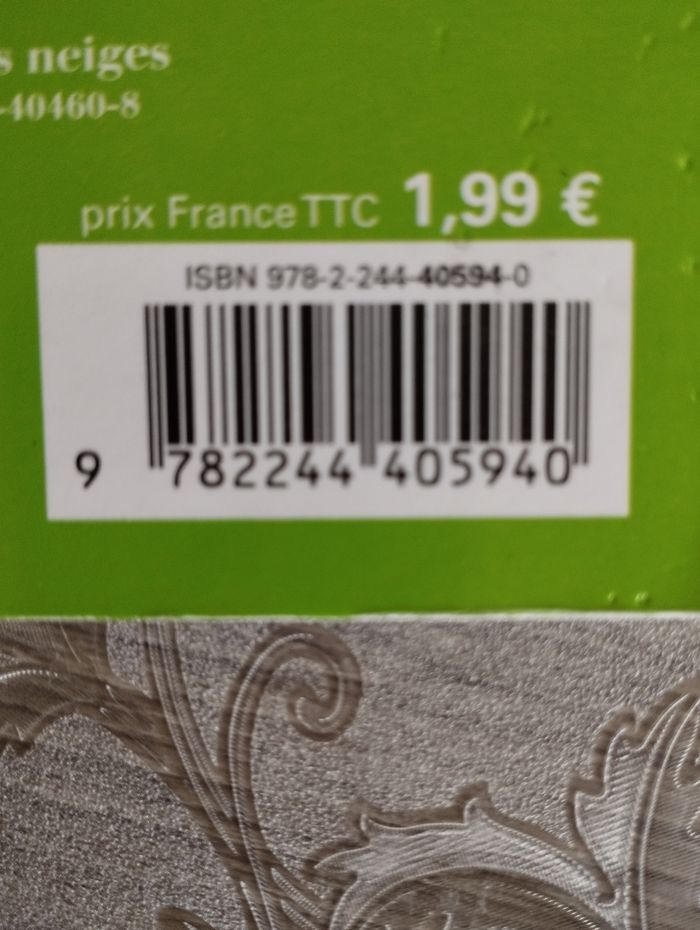 s neiges
-40460-8
prix France TTC 1,99 €
ISBN 978-2-244-40594-0
9 782244 405940